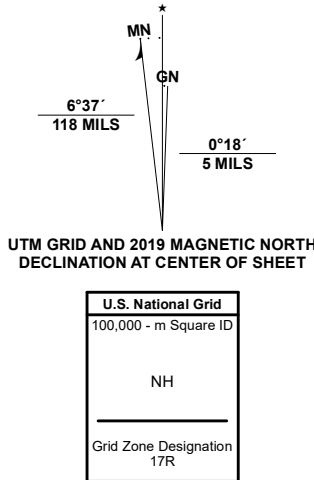 ★
MN
GN
6°37´
118 MILS
0°18´
5 MILS
UTM GRID AND 2019 MAGNETIC NORTH
DECLINATION AT CENTER OF SHEET
U.S. National Grid
100,000 - m Square ID
NH
Grid Zone Designation
17R